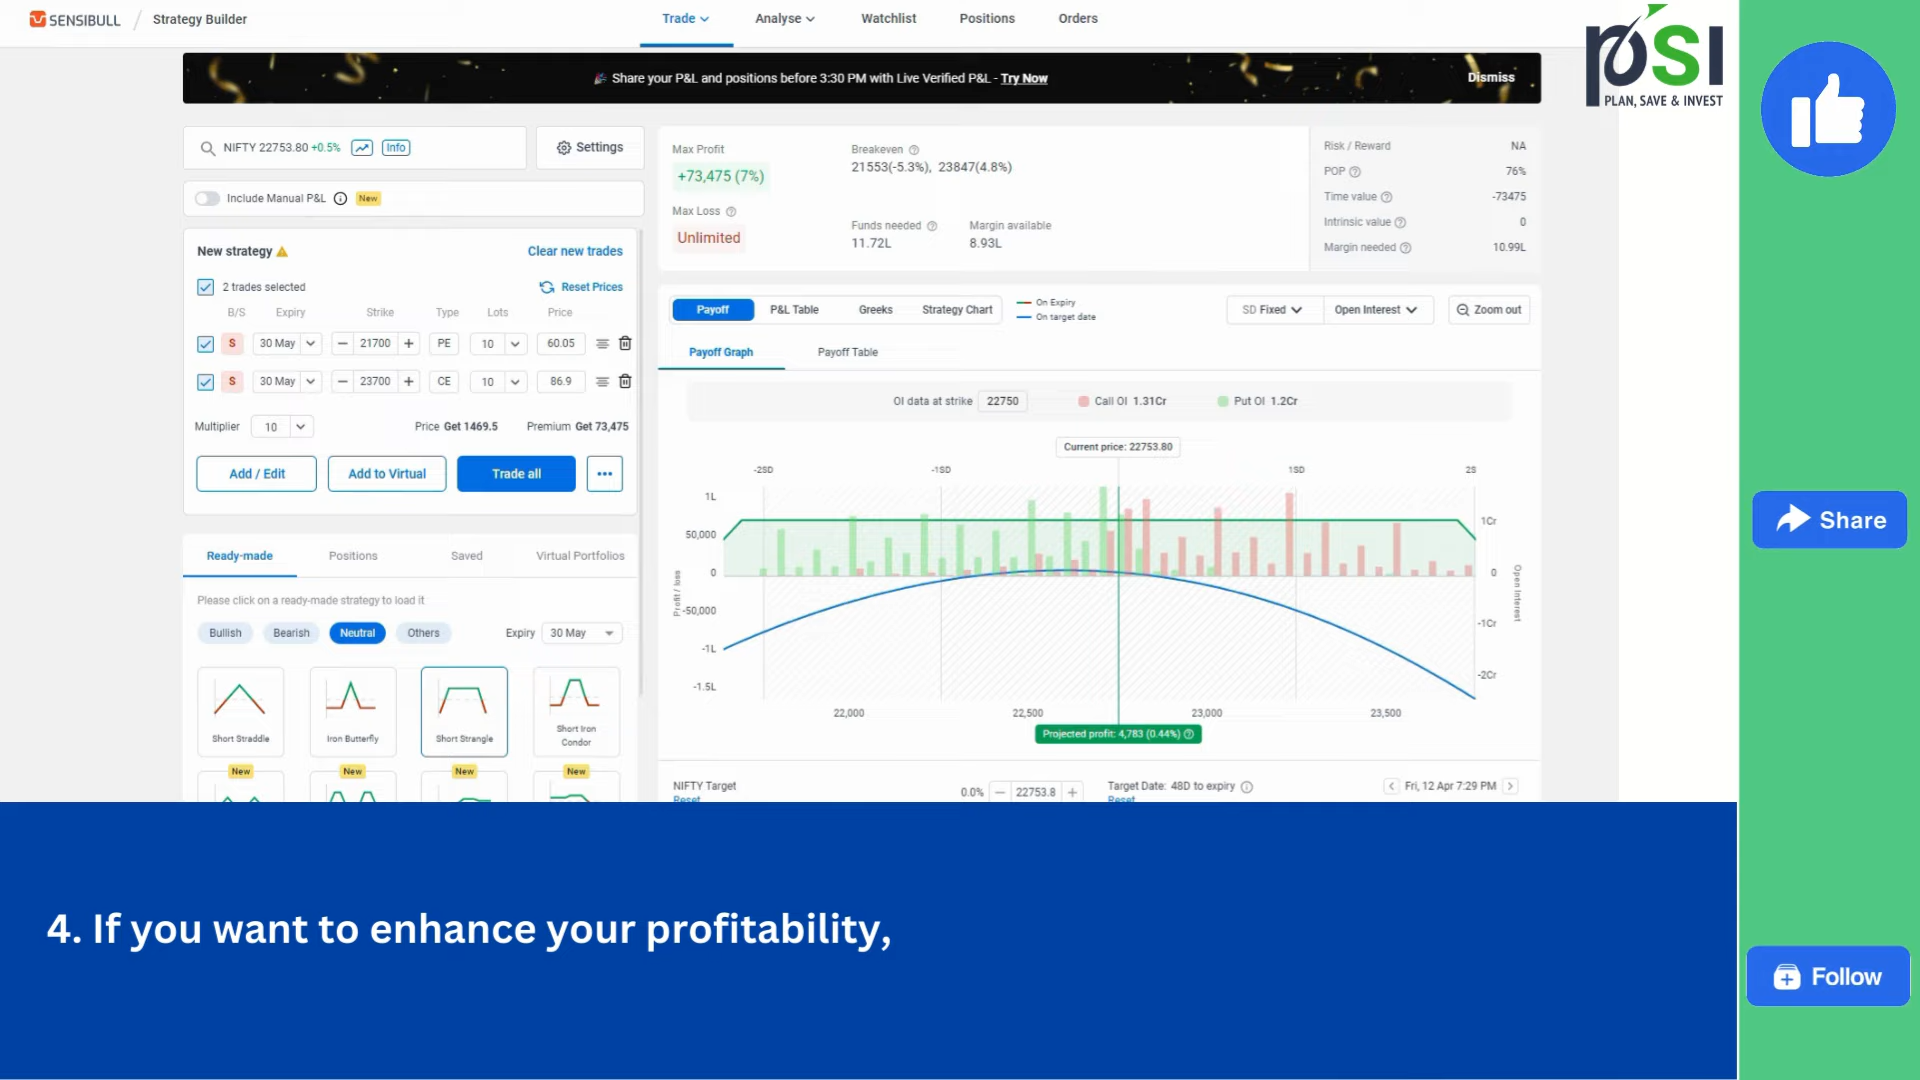 SENSIBULL / Strategy Builder
Trade Analyse Watchlist Positions Orders
pSI
PLAN, SAVE & INVEST
Share your P&L and positions before 3:30 PM with Live Verified P&L - Try Now Dismiss
NIFTY 22753.80 +0.5% Info Settings
Include Manual P&L New
New strategy Clear new trades
2 trades selected Reset Prices
B/S Expiry Strike Type Lots Price
S 30 May — 21700 + PE 10 60.05
S 30 May — 23700 + CE 10 86.9
Multiplier 10 Price Get 1469.5 Premium Get 73,475
Add / Edit Add to Virtual Trade all •••
Ready-made Positions Saved Virtual Portfolios
Please click on a ready-made strategy to load it
Bullish Bearish Neutral Others Expiry 30 May
Short Straddle Iron Butterfly Short Strangle Short Iron Condor
New New New New
Max Profit
+73,475 (7%)
Max Loss
Unlimited
Breakeven
21553(-5.3%), 23847(4.8%)
Funds needed Margin available
11.72L 8.93L
Risk / Reward NA
POP 76%
Time value -73475
Intrinsic value 0
Margin needed 10.99L
Payoff P&L Table Greeks Strategy Chart
On Expiry
On target date
SD Fixed Open Interest Zoom out
Payoff Graph Payoff Table
OI data at strike 22750 Call OI 1.31Cr Put OI 1.2Cr
Current price: 22753.80
-2SD -1SD 1SD 2S
1L
50,000
0
-50,000
-1L
-1.5L
Profit / loss
1Cr
0
-1Cr
-2Cr
Open Interest
22,000 22,500 23,000 23,500
Projected profit: 4,783 (0.44%)
NIFTY Target 0.0% — 22753.8 + Target Date: 48D to expiry Fri, 12 Apr 7:29 PM
Reset Reset
4. If you want to enhance your profitability,
Share
Follow